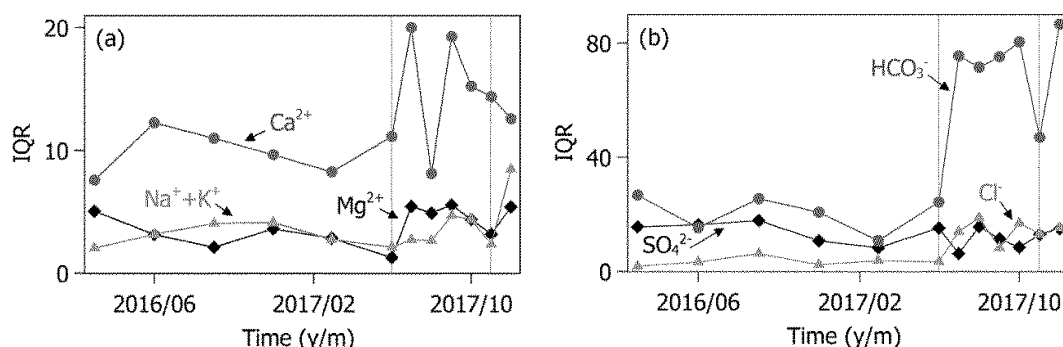 (a)
20
10
0
IQR
Ca²⁺
Na⁺+K⁺
Mg²⁺
2016/06
2017/02
2017/10
Time (y/m)
(b)
80
40
0
IQR
HCO₃⁻
Cl⁻
SO₄²⁻
2016/06
2017/02
2017/10
Time (y/m)